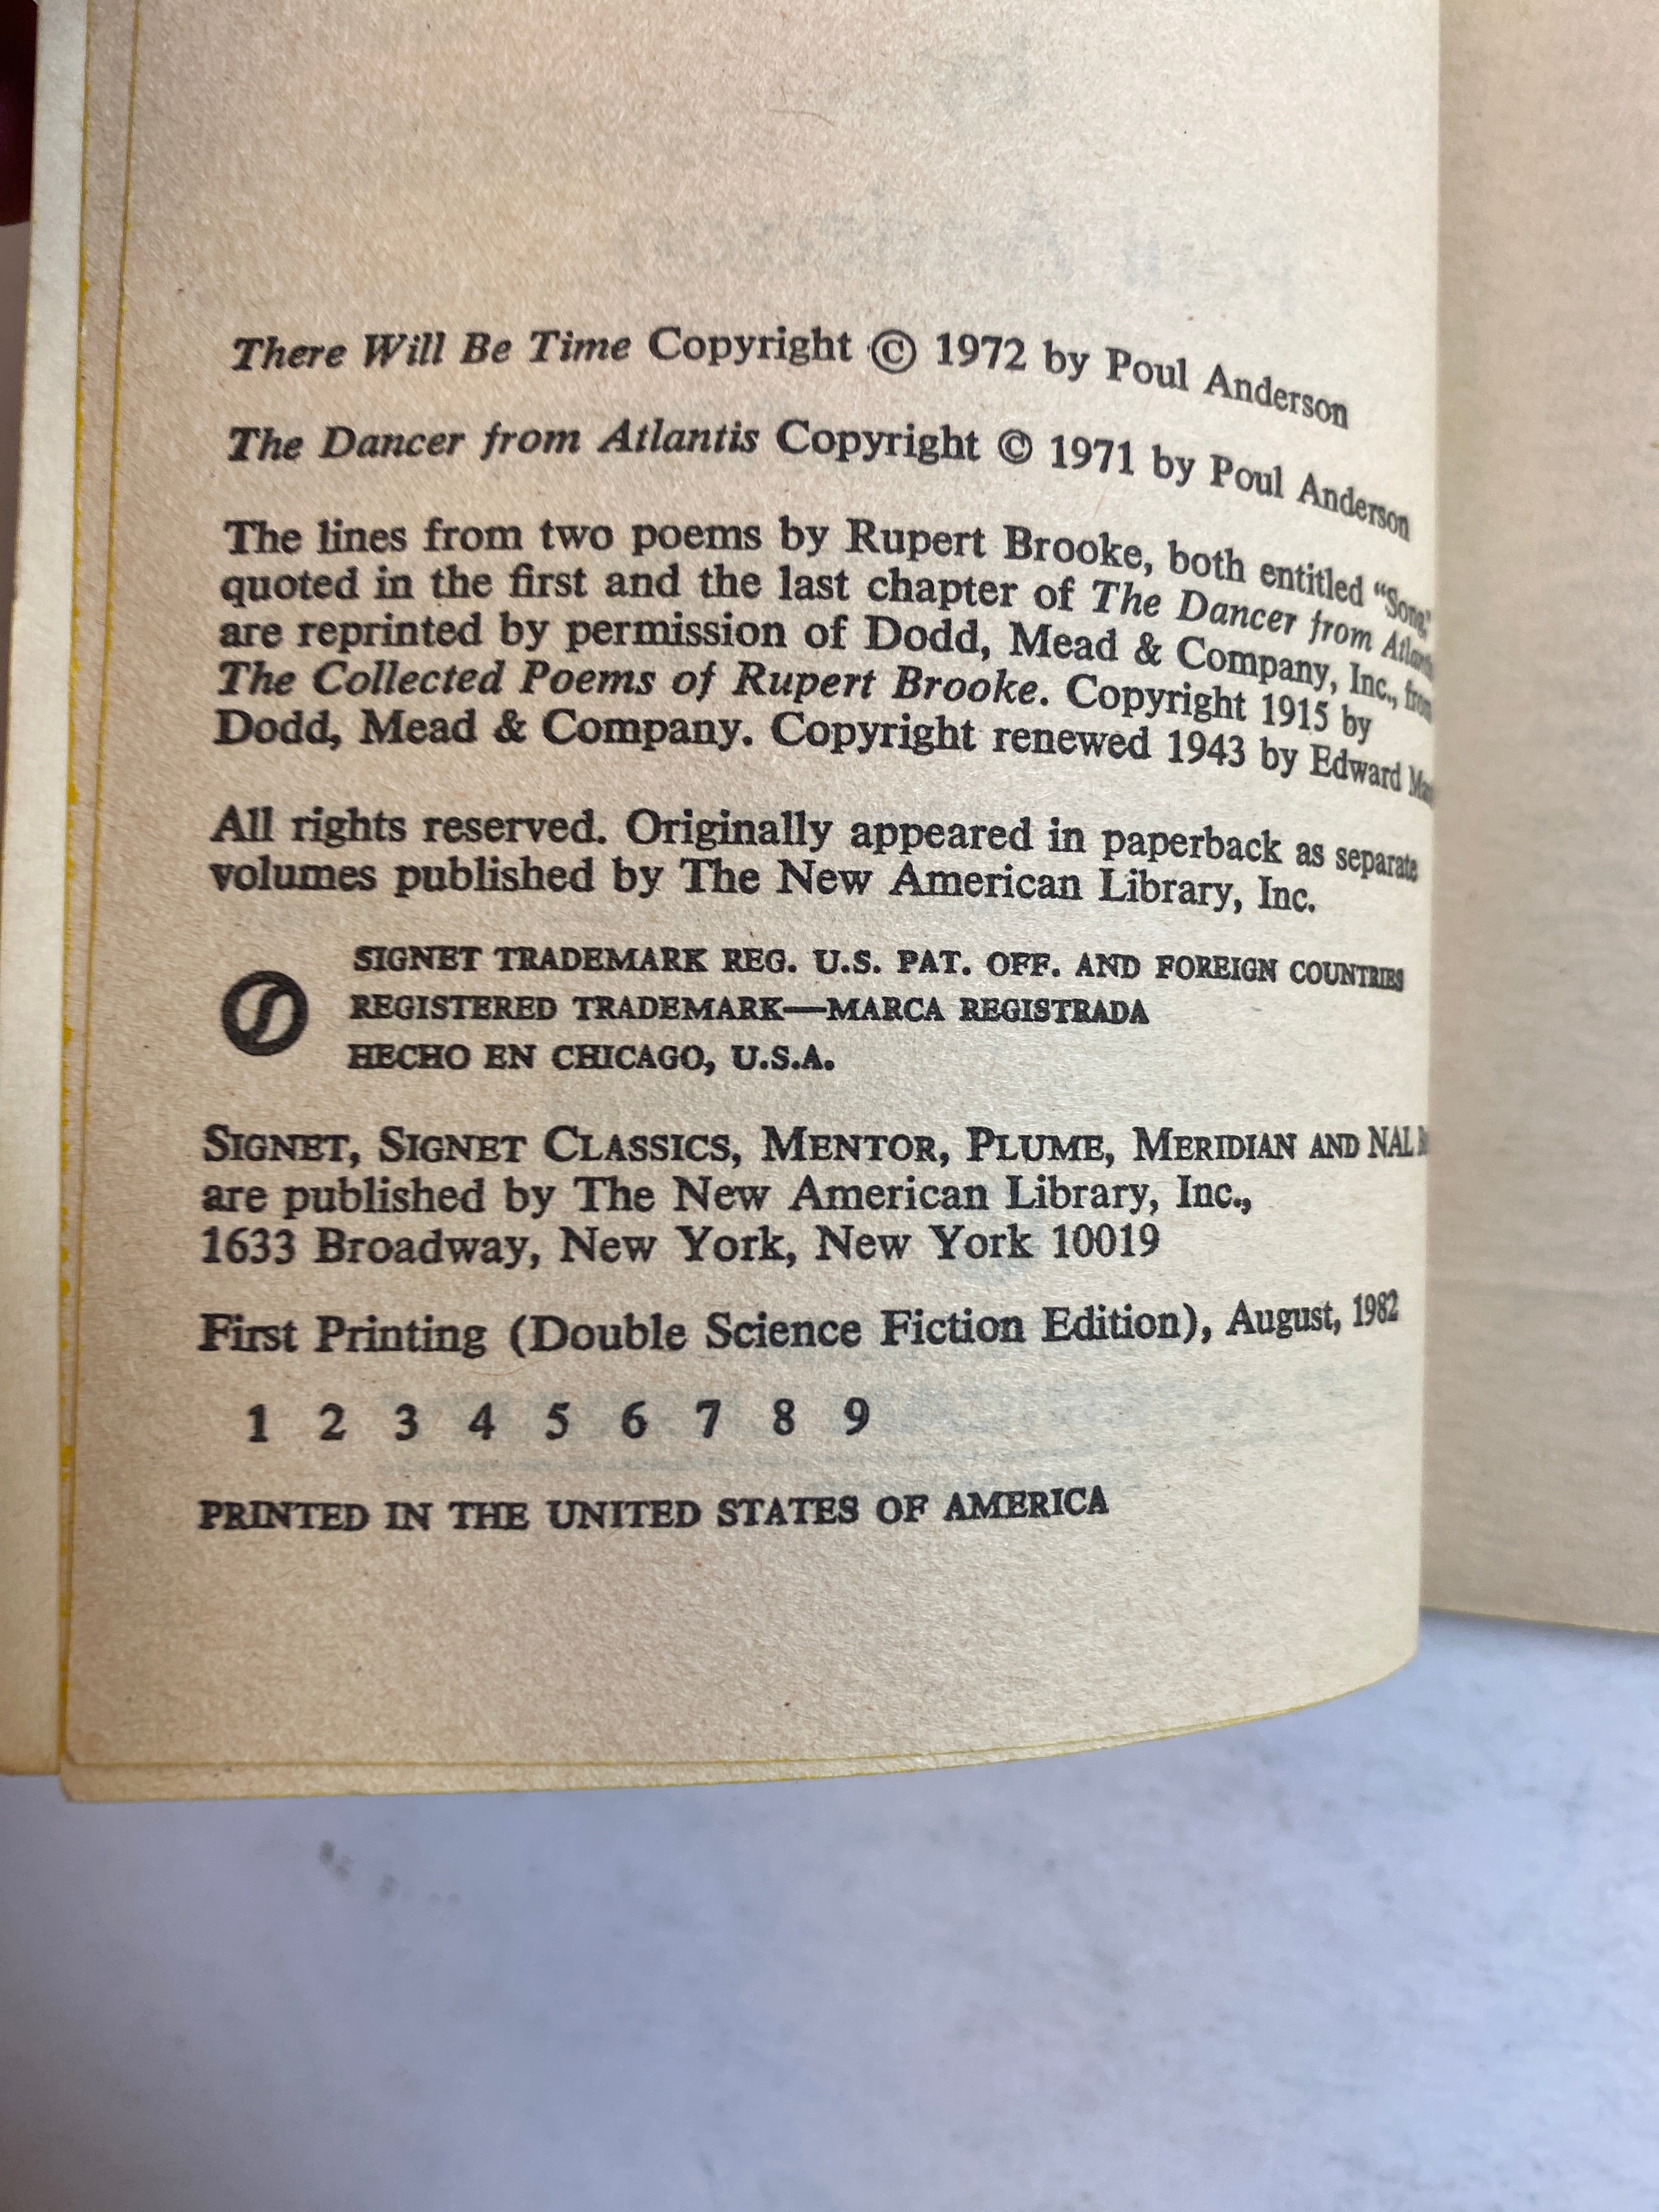 There Will Be Time Copyright © 1972 by Poul Anderson
The Dancer from Atlantis Copyright © 1971 by Poul Anderson
The lines from two poems by Rupert Brooke, both entitled “Song,”
quoted in the first and the last chapter of The Dancer from
are reprinted by permission of Dodd, Mead & Company, Inc., from
The Collected Poems of Rupert Brooke. Copyright 1915 by
Dodd, Mead & Company. Copyright renewed 1943 by Edward
All rights reserved. Originally appeared in paperback as separate
volumes published by The New American Library, Inc.
SIGNET TRADEMARK REG. U.S. PAT. OFF. AND FOREIGN COUNTRIES
REGISTERED TRADEMARK—MARCA REGISTRADA
HECHO EN CHICAGO, U.S.A.
SIGNET, SIGNET CLASSICS, MENTOR, PLUME, MERIDIAN AND NAL
are published by The New American Library, Inc.,
1633 Broadway, New York, New York 10019
First Printing (Double Science Fiction Edition), August, 1982
1 2 3 4 5 6 7 8 9
PRINTED IN THE UNITED STATES OF AMERICA